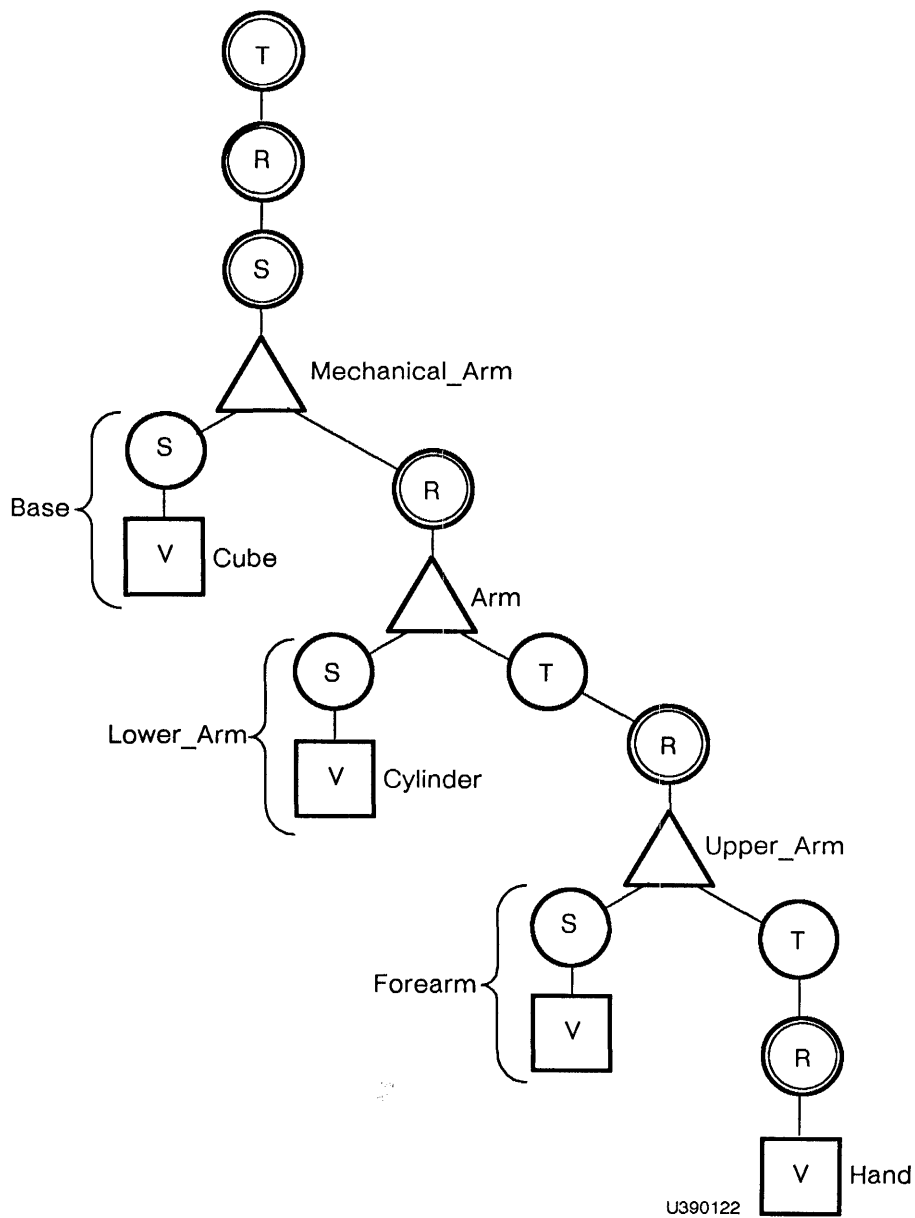 T
R
S
Mechanical_Arm
S
R
Base
V
Cube
Arm
S
T
Lower_Arm
R
V
Cylinder
Upper_Arm
S
T
Forearm
V
R
V
Hand
U390122